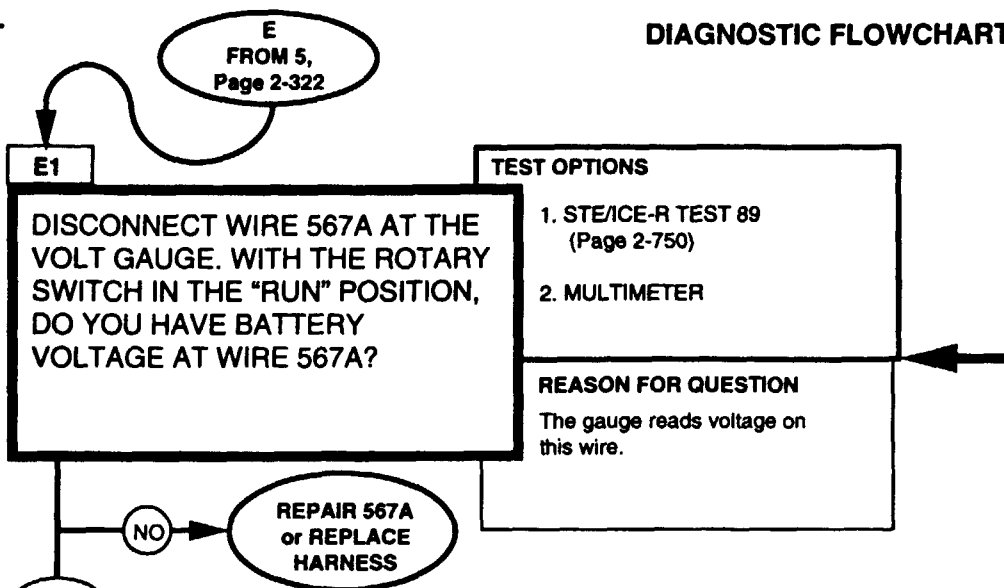 DIAGNOSTIC FLOWCHART
E
FROM 5,
Page 2-322
E1
DISCONNECT WIRE 567A AT THE
VOLT GAUGE. WITH THE ROTARY
SWITCH IN THE “RUN” POSITION,
DO YOU HAVE BATTERY
VOLTAGE AT WIRE 567A?
TEST OPTIONS
1. STE/ICE-R TEST 89
(Page 2-750)
2. MULTIMETER
REASON FOR QUESTION
The gauge reads voltage on
this wire.
NO
REPAIR 567A
or REPLACE
HARNESS